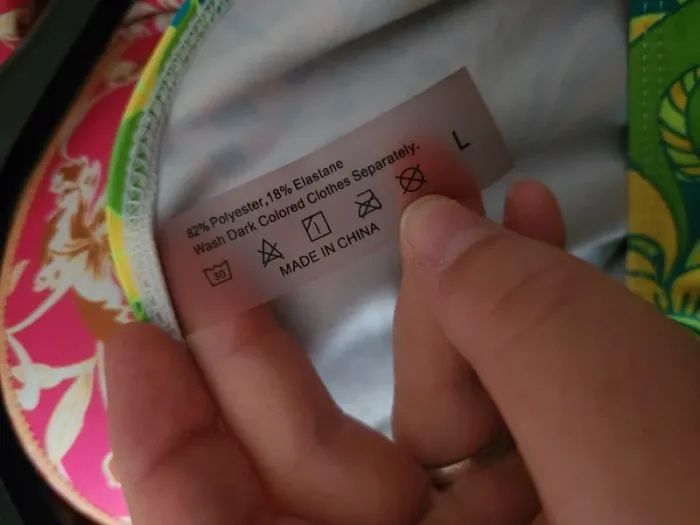 82% Polyester,18% Elastane
Wash Dark Colored Clothes Separately.
30
MADE IN CHINA
L